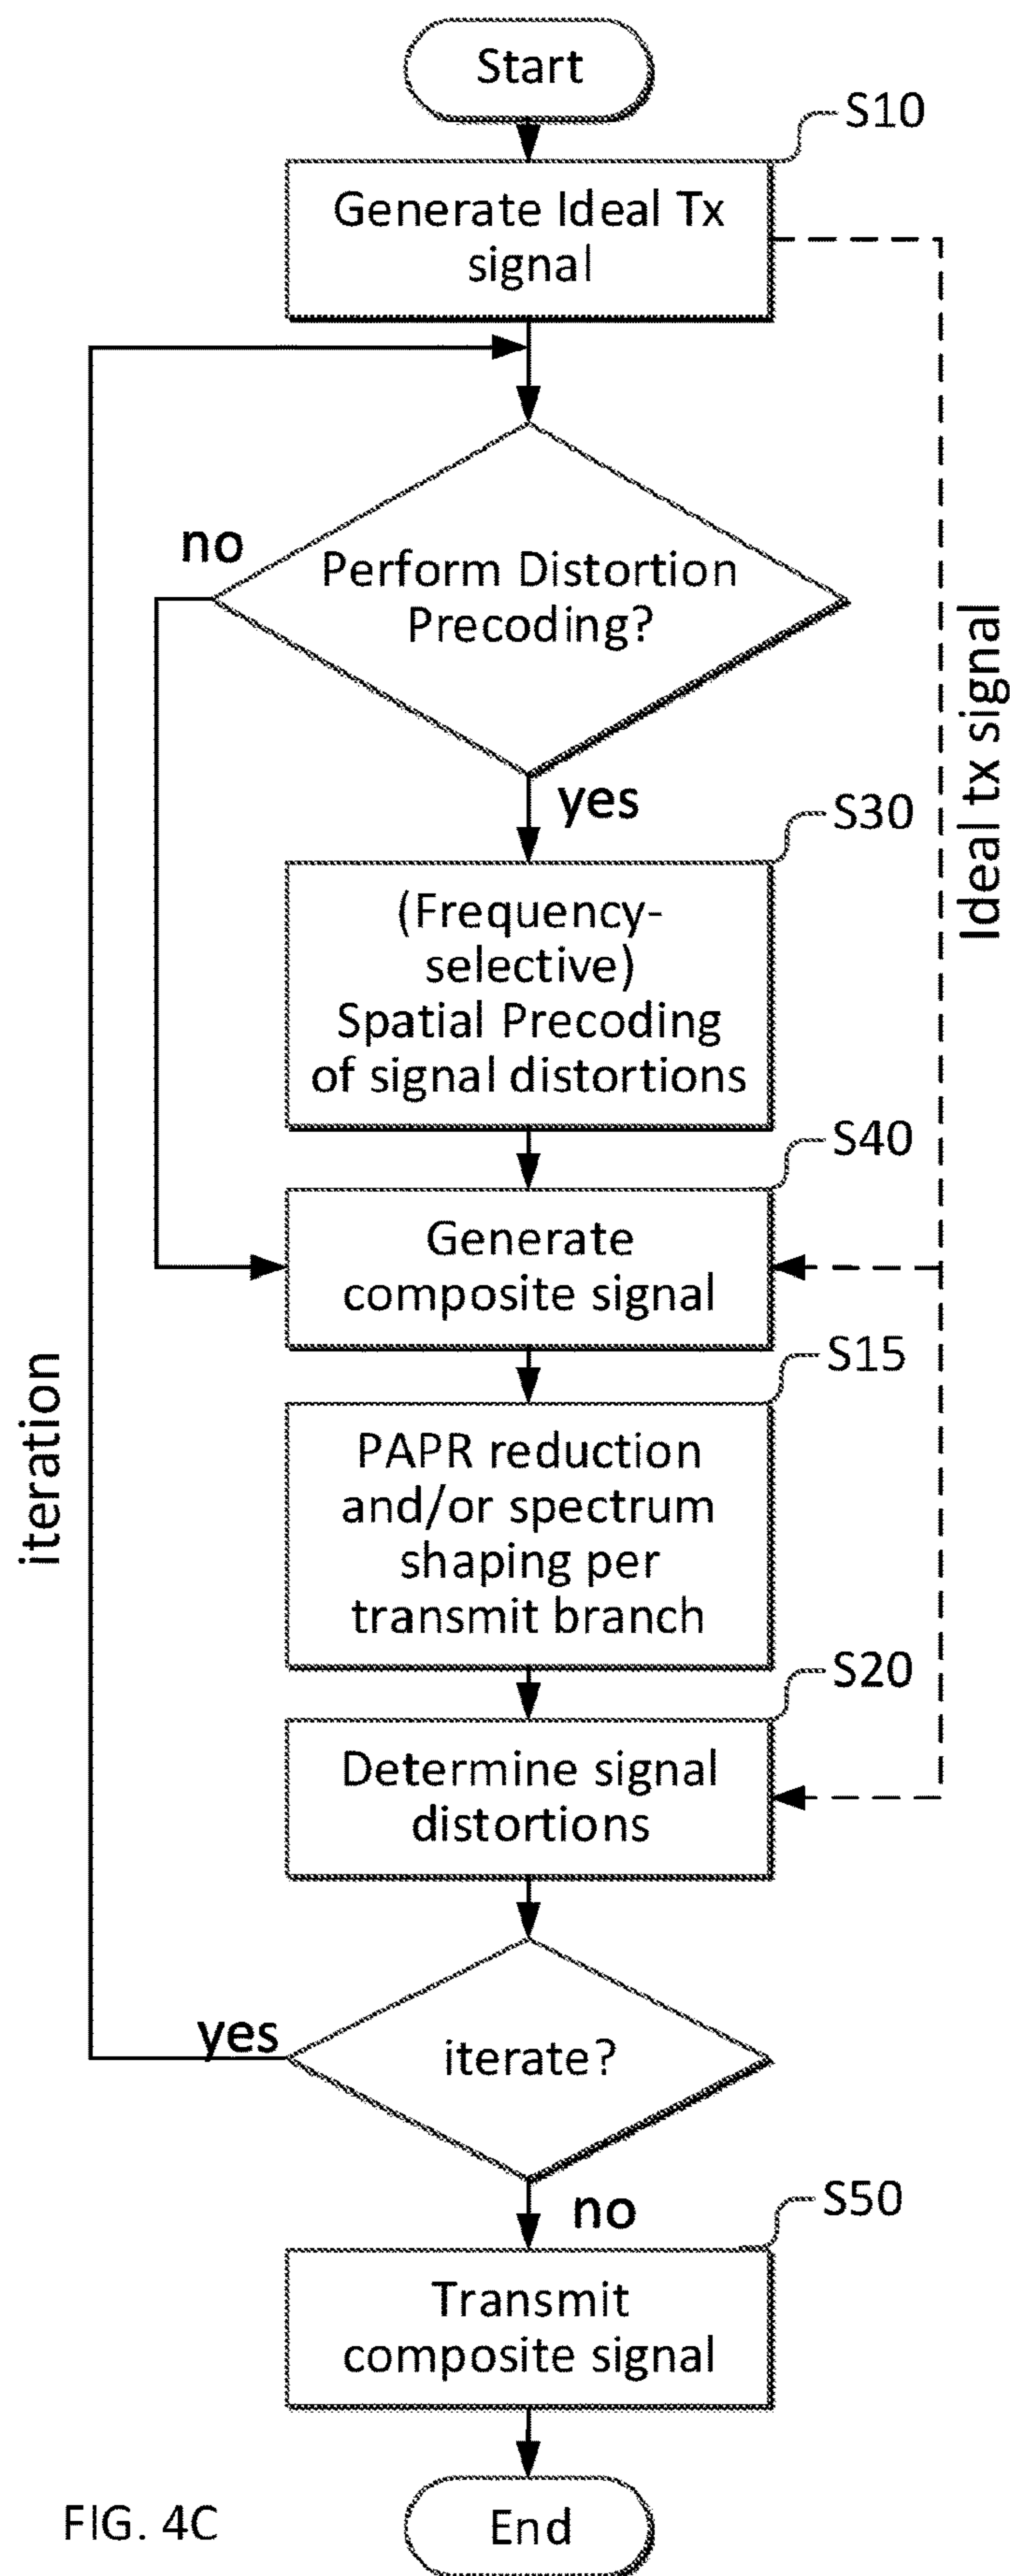 Start
S10
Generate Ideal Tx
signal
no
Perform Distortion
Precoding?
yes
S30
(Frequency-
selective)
Spatial Precoding
of signal distortions
Ideal tx signal
S40
Generate
composite signal
S15
PAPR reduction
and/or spectrum
shaping per
transmit branch
iteration
S20
Determine signal
distortions
yes
iterate?
no
S50
Transmit
composite signal
End
FIG. 4C